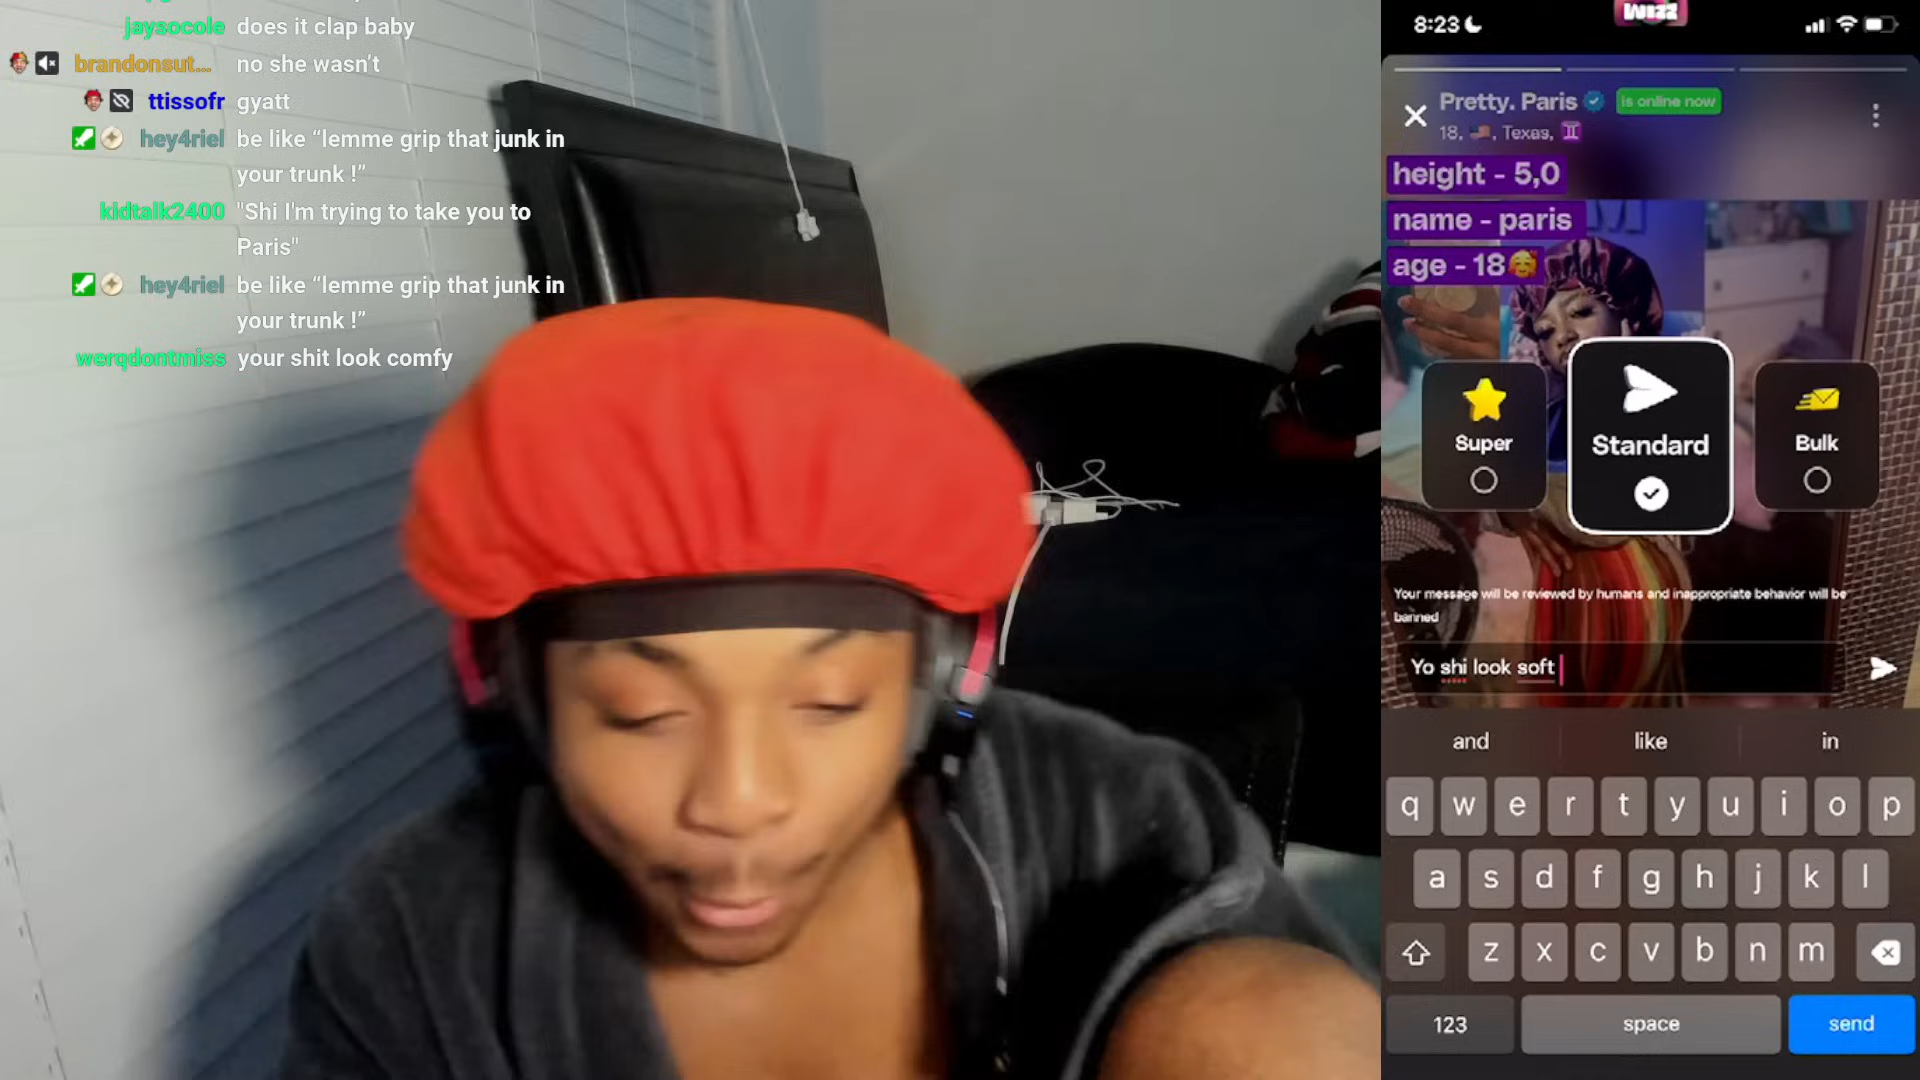 jaysocole does it clap baby
brandonsut... no she wasn't
ttissofr gyatt
hey4riel be like “lemme grip that junk in
your trunk !”
kidtalk2400 "Shi I'm trying to take you to
Paris"
hey4riel be like “lemme grip that junk in
your trunk !”
werqdontmiss your shit look comfy
WIZZ
8:23
Pretty. Paris is online now
18, Texas,
height - 5,0
name - paris
age - 18
Super
Standard
Bulk
Your message will be reviewed by humans and inappropriate behavior will be
banned
Yo shi look soft
and like in
q w e r t y u i o p
a s d f g h j k l
z x c v b n m
123 space send